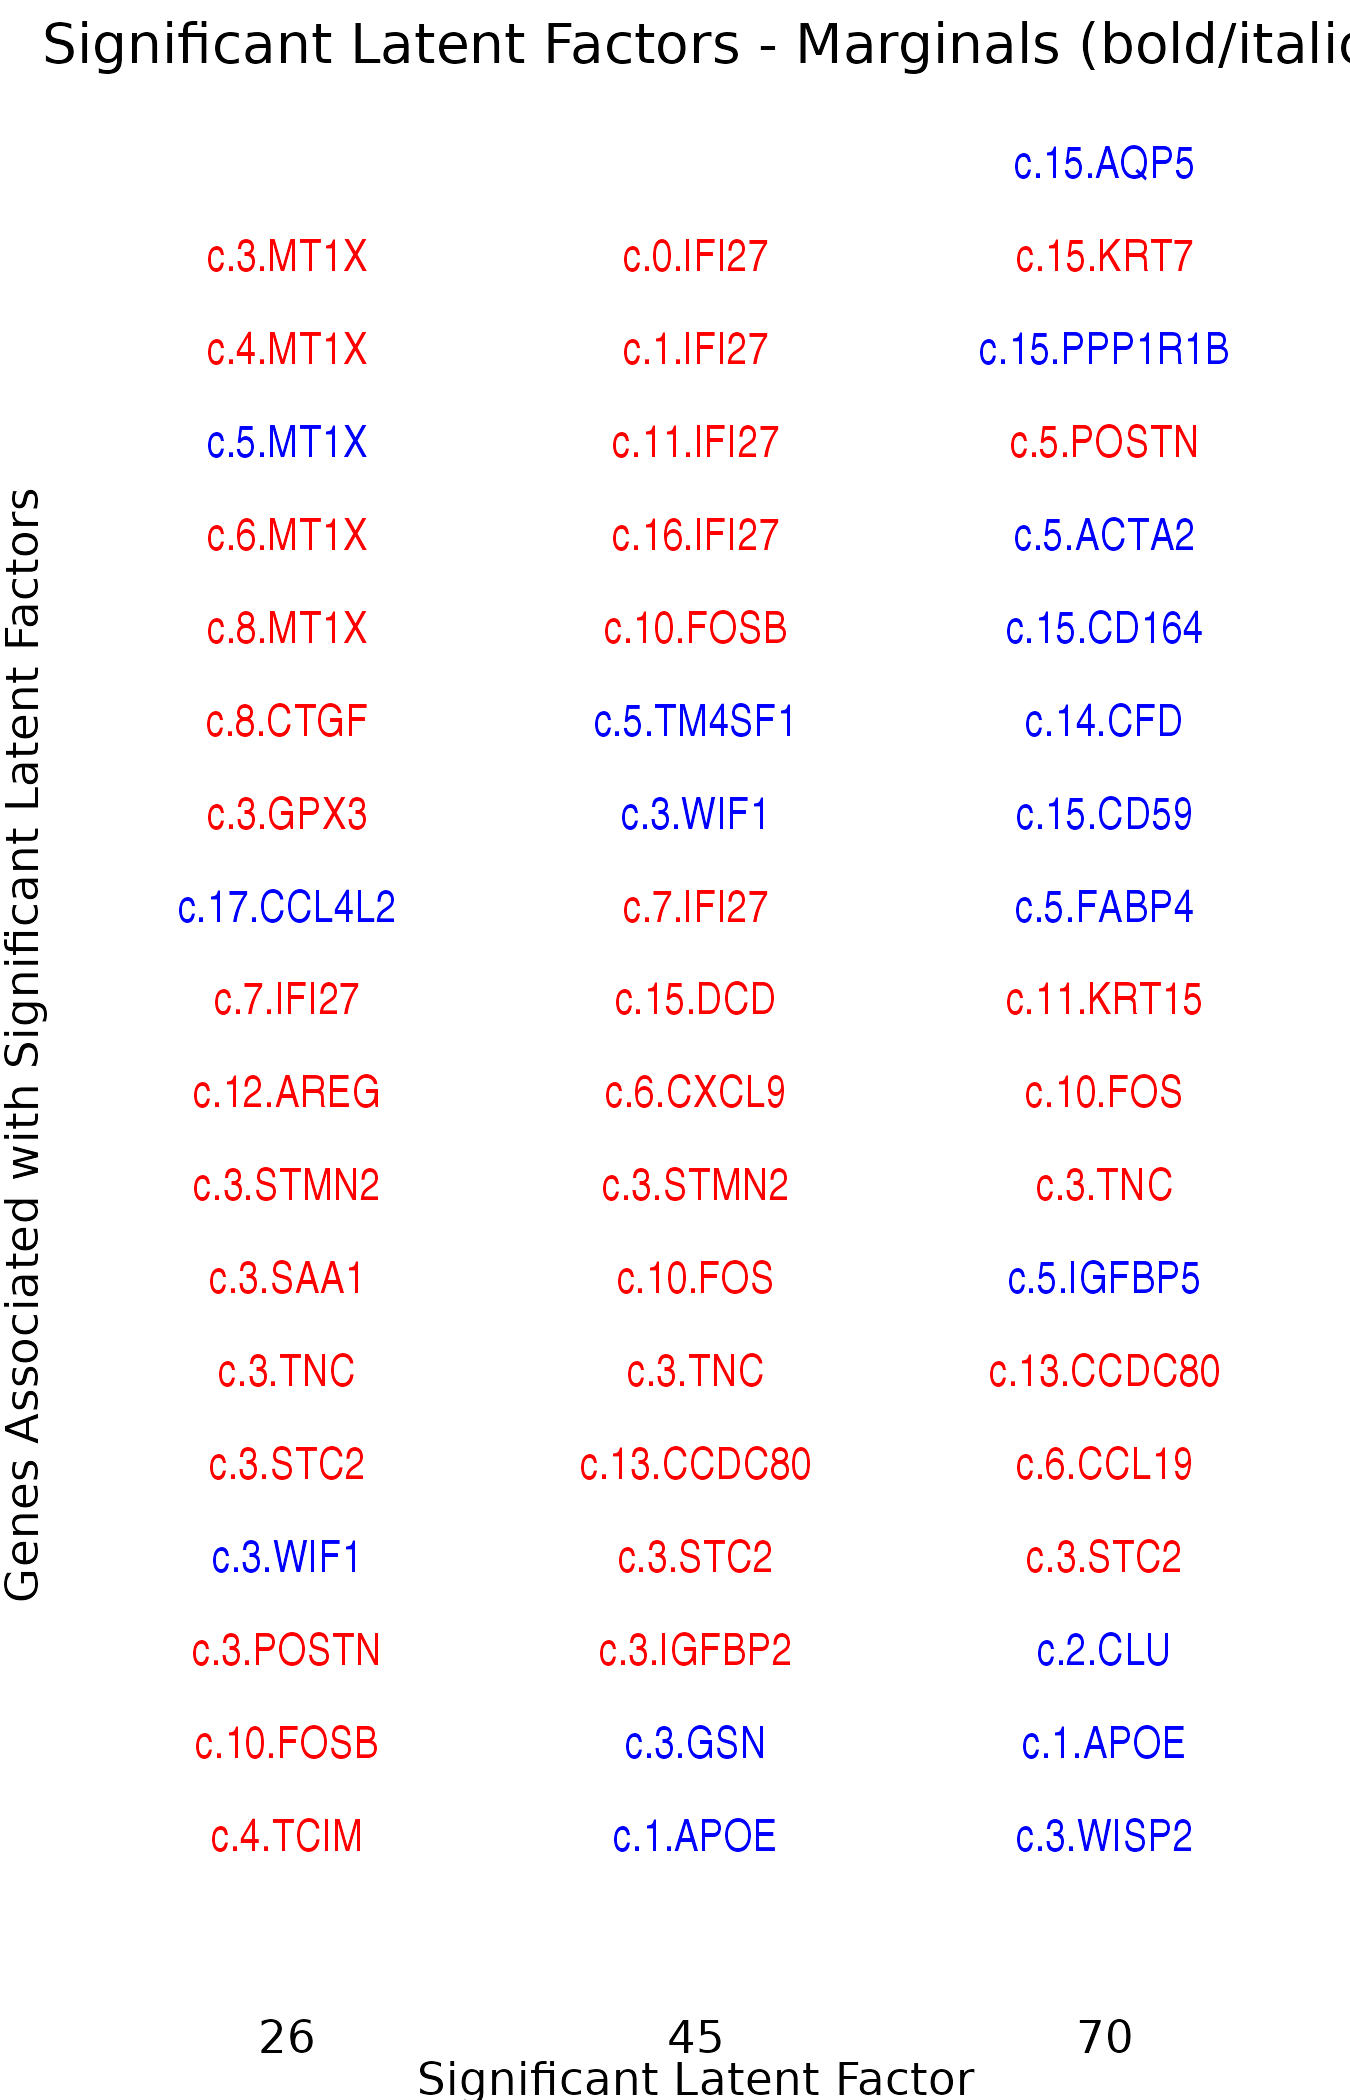 Significant Latent Factors - Marginals (bold/italic
c.15.AQP5
c.3.MT1X c.0.IFI27 c.15.KRT7
c.4.MT1X c.1.IFI27 c.15.PPP1R1B
c.5.MT1X c.11.IFI27 c.5.POSTN
c.6.MT1X c.16.IFI27 c.5.ACTA2
c.8.MT1X c.10.FOSB c.15.CD164
c.8.CTGF c.5.TM4SF1 c.14.CFD
c.3.GPX3 c.3.WIF1 c.15.CD59
c.17.CCL4L2 c.7.IFI27 c.5.FABP4
c.7.IFI27 c.15.DCD c.11.KRT15
c.12.AREG c.6.CXCL9 c.10.FOS
c.3.STMN2 c.3.STMN2 c.3.TNC
c.3.SAA1 c.10.FOS c.5.IGFBP5
c.3.TNC c.3.TNC c.13.CCDC80
c.3.STC2 c.13.CCDC80 c.6.CCL19
c.3.WIF1 c.3.STC2 c.3.STC2
c.3.POSTN c.3.IGFBP2 c.2.CLU
c.10.FOSB c.3.GSN c.1.APOE
c.4.TCIM c.1.APOE c.3.WISP2
26 45 70
Significant Latent Factor
Genes Associated with Significant Latent Factors